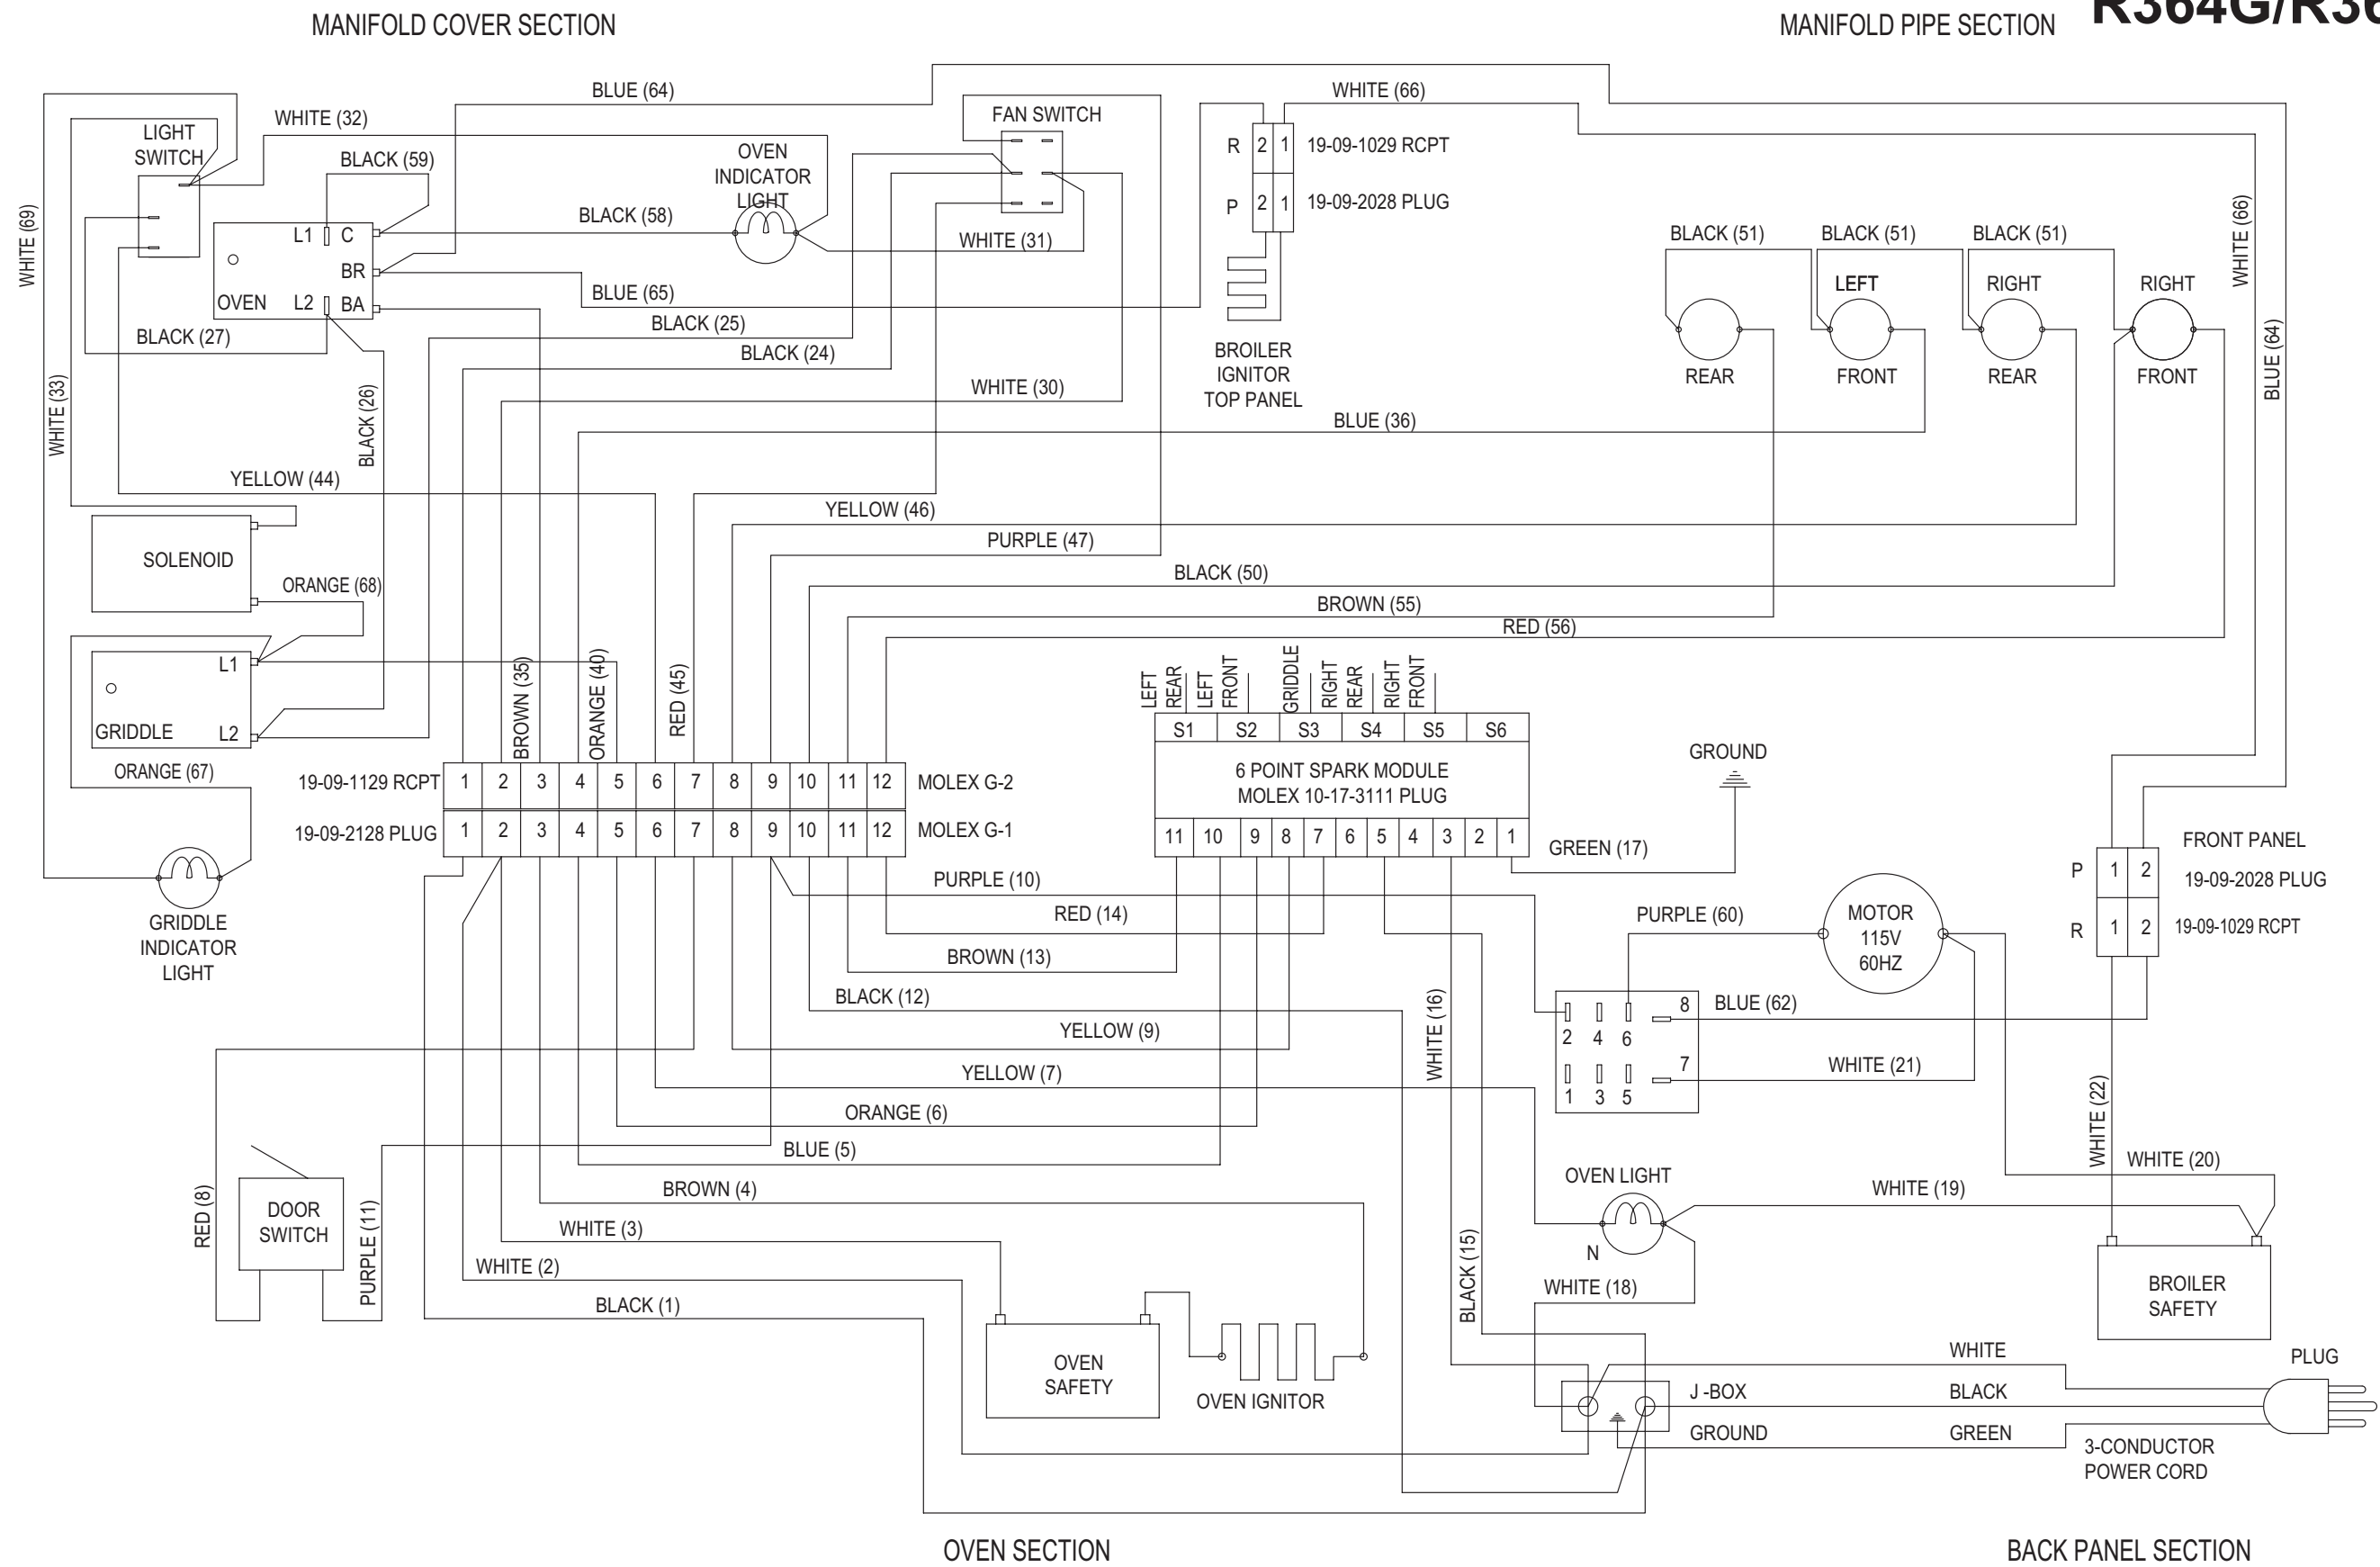 MANIFOLD COVER SECTION
MANIFOLD PIPE SECTION
R364G/R36
WHITE (69)
WHITE (33)
LIGHT
SWITCH
WHITE (32)
BLACK (59)
BLUE (64)
OVEN
INDICATOR
LIGHT
BLACK (58)
L1 C
BR
OVEN L2 BA
BLACK (27)
BLACK (26)
BLUE (65)
BLACK (25)
BLACK (24)
FAN SWITCH
WHITE (31)
WHITE (30)
WHITE (66)
R 2 1 19-09-1029 RCPT
P 2 1 19-09-2028 PLUG
BROILER
IGNITOR
TOP PANEL
BLACK (51)
BLACK (51)
BLACK (51)
LEFT
RIGHT
RIGHT
REAR
FRONT
REAR
FRONT
WHITE (66)
BLUE (64)
BLUE (36)
YELLOW (44)
YELLOW (46)
PURPLE (47)
BLACK (50)
BROWN (55)
RED (56)
SOLENOID
ORANGE (68)
L1
GRIDDLE L2
ORANGE (67)
GRIDDLE
INDICATOR
LIGHT
BROWN (35)
ORANGE (40)
RED (45)
19-09-1129 RCPT 1 2 3 4 5 6 7 8 9 10 11 12 MOLEX G-2
19-09-2128 PLUG 1 2 3 4 5 6 7 8 9 10 11 12 MOLEX G-1
LEFT
REAR
LEFT
FRONT
GRIDDLE
RIGHT
REAR
RIGHT
FRONT
S1 S2 S3 S4 S5 S6
6 POINT SPARK MODULE
MOLEX 10-17-3111 PLUG
11 10 9 8 7 6 5 4 3 2 1
GROUND
GREEN (17)
PURPLE (10)
RED (14)
BROWN (13)
BLACK (12)
YELLOW (9)
YELLOW (7)
ORANGE (6)
BLUE (5)
BROWN (4)
WHITE (3)
WHITE (2)
BLACK (1)
WHITE (16)
BLACK (15)
RED (8)
DOOR
SWITCH
PURPLE (11)
OVEN
SAFETY
OVEN IGNITOR
PURPLE (60)
MOTOR
115V
60HZ
8
2 4 6
7
1 3 5
BLUE (62)
WHITE (21)
FRONT PANEL
P 1 2 19-09-2028 PLUG
R 1 2 19-09-1029 RCPT
WHITE (22)
WHITE (20)
OVEN LIGHT
N
WHITE (19)
WHITE (18)
BROILER
SAFETY
J -BOX
GROUND
WHITE
BLACK
GREEN
PLUG
3-CONDUCTOR
POWER CORD
OVEN SECTION
BACK PANEL SECTION